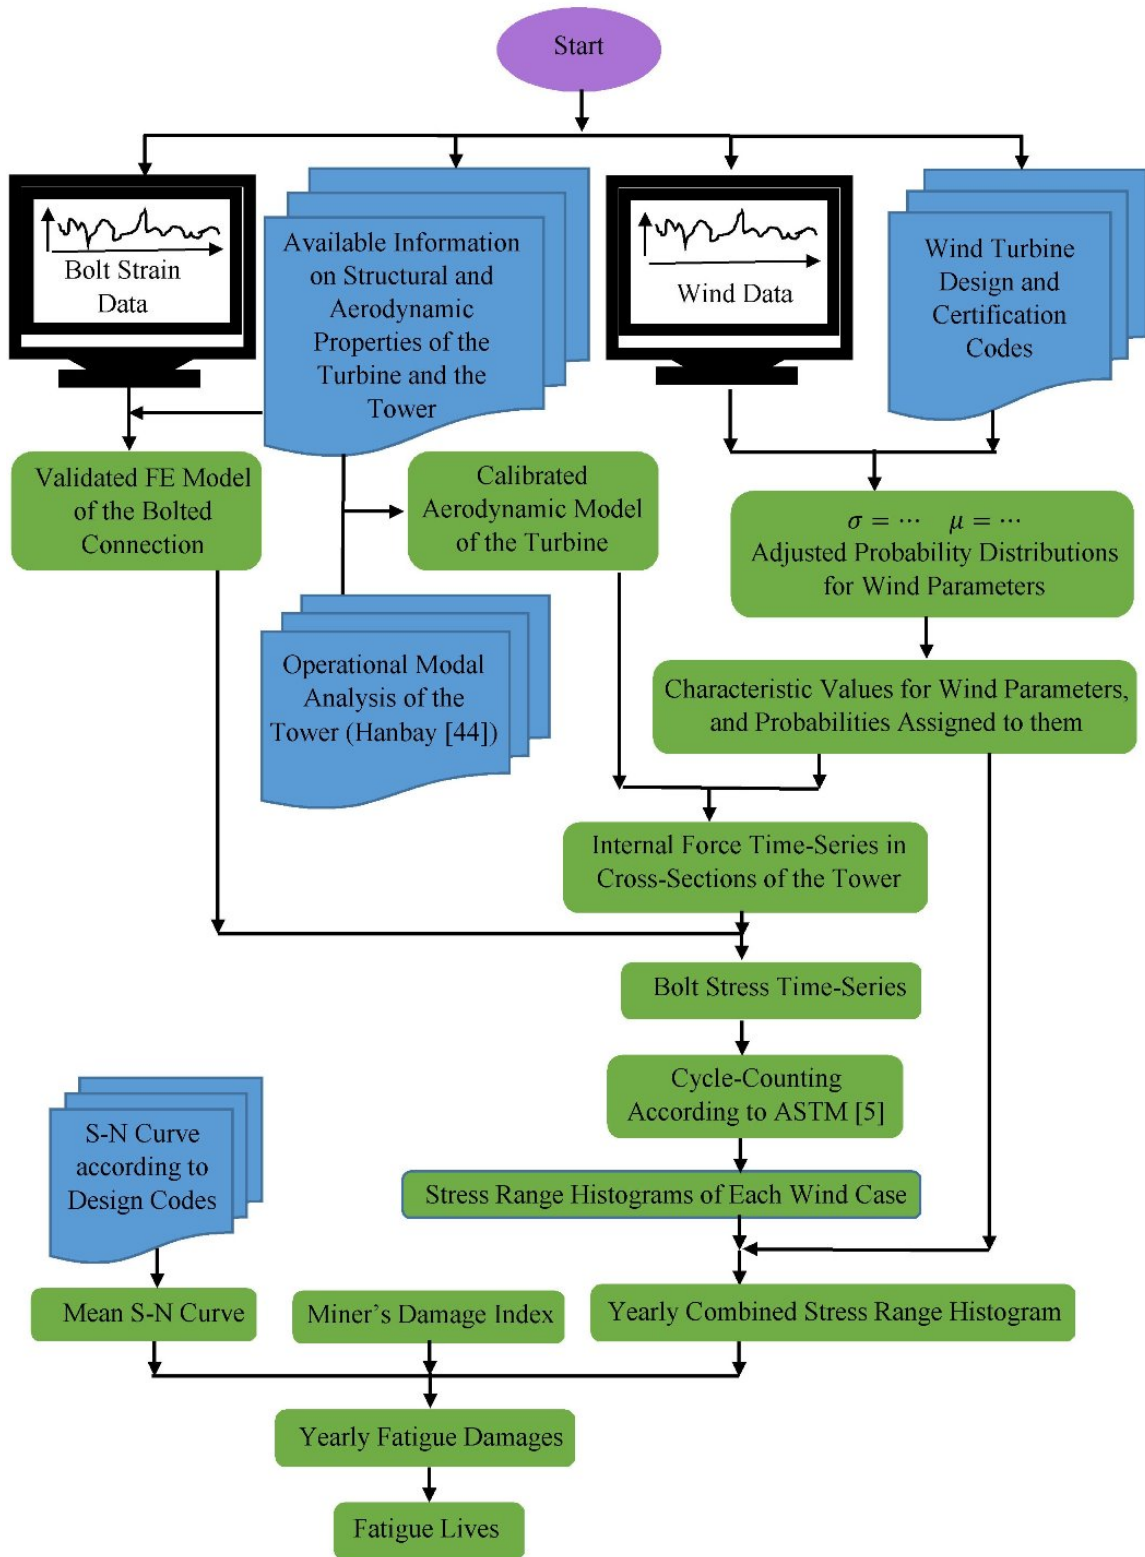 Start
Bolt Strain
Data
Available Information
on Structural and
Aerodynamic
Properties of the
Turbine and the
Tower
Wind Data
Wind Turbine
Design and
Certification
Codes
Validated FE Model
of the Bolted
Connection
Calibrated
Aerodynamic Model
of the Turbine
σ = ⋯ μ = ⋯
Adjusted Probability Distributions
for Wind Parameters
Operational Modal
Analysis of the
Tower (Hanbay [44])
Characteristic Values for Wind Parameters,
and Probabilities Assigned to them
Internal Force Time-Series in
Cross-Sections of the Tower
Bolt Stress Time-Series
Cycle-Counting
According to ASTM [5]
S-N Curve
according to
Design Codes
Stress Range Histograms of Each Wind Case
Mean S-N Curve
Miner’s Damage Index
Yearly Combined Stress Range Histogram
Yearly Fatigue Damages
Fatigue Lives